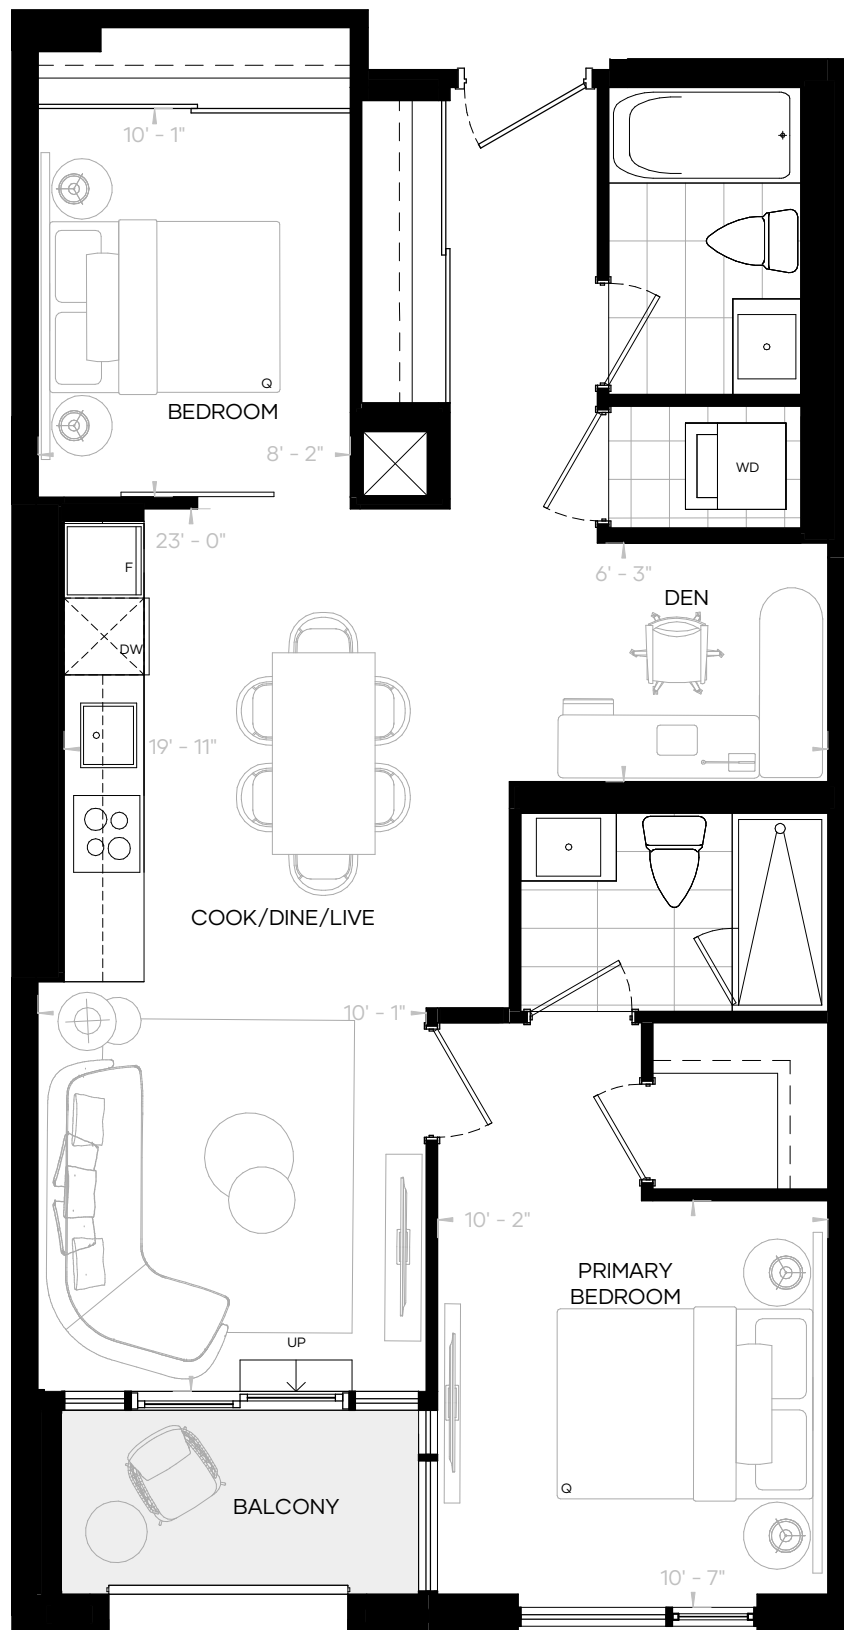 10' - 1"
Q
BEDROOM
8' - 2"
WD
23' - 0"
6' - 3"
F
DEN
DW
19' - 11"
COOK/DINE/LIVE
10' - 1"
10' - 2"
PRIMARY
BEDROOM
UP
Q
BALCONY
10' - 7"